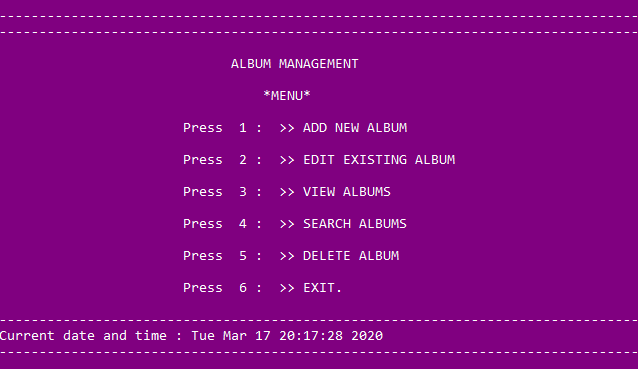 --------------------------------------------------------------------------------
--------------------------------------------------------------------------------
ALBUM MANAGEMENT
*MENU*
Press  1 :  >> ADD NEW ALBUM
Press  2 :  >> EDIT EXISTING ALBUM
Press  3 :  >> VIEW ALBUMS
Press  4 :  >> SEARCH ALBUMS
Press  5 :  >> DELETE ALBUM
Press  6 :  >> EXIT.
--------------------------------------------------------------------------------
Current date and time : Tue Mar 17 20:17:28 2020
--------------------------------------------------------------------------------